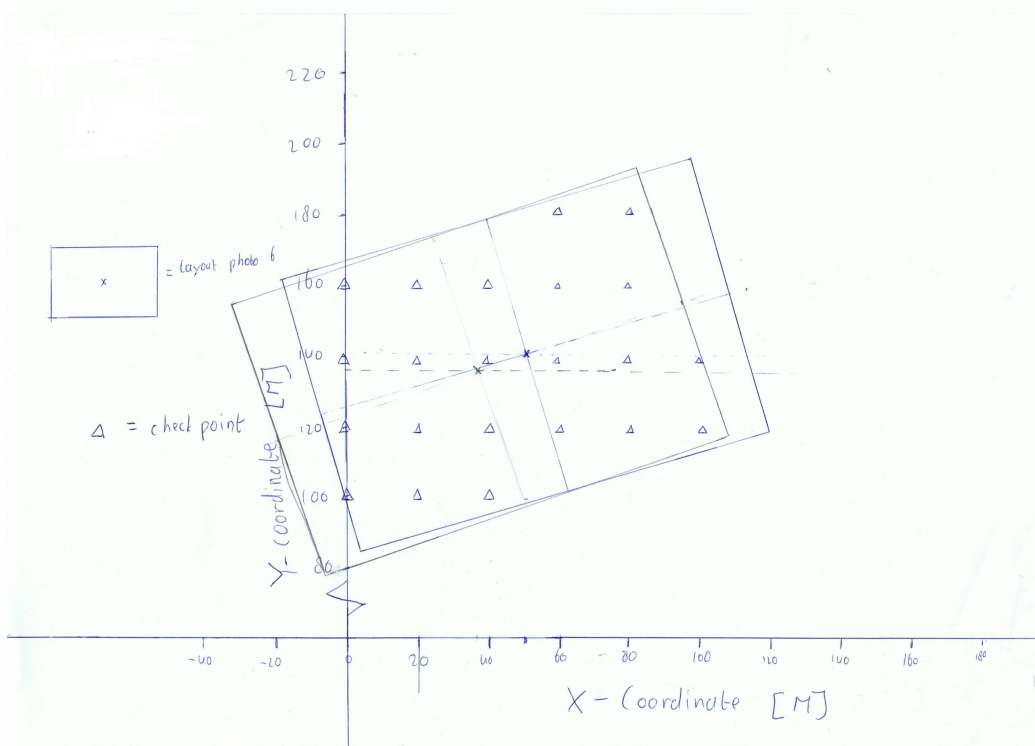 220
200
180
160
= layout photo 6
x
140
Y-Coordinate [M]
Δ = check point
120
100
80
-40 -20 0 20 40 60 80 100 120 140 160 180
X-Coordinate [M]